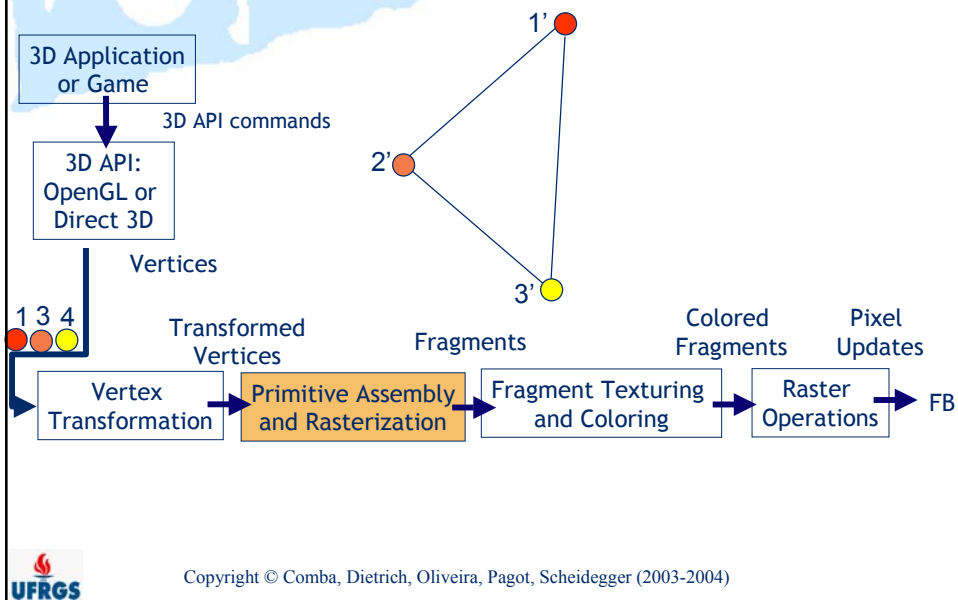 1’
3D Application
or Game
3D API commands
2’
3D API:
OpenGL or
Direct 3D
Vertices
3’
1 3 4
Transformed
Vertices
Fragments
Colored
Fragments
Pixel
Updates
Vertex
Transformation
Primitive Assembly
and Rasterization
Fragment Texturing
and Coloring
Raster
Operations
FB
UFRGS
Copyright © Comba, Dietrich, Oliveira, Pagot, Scheidegger (2003-2004)